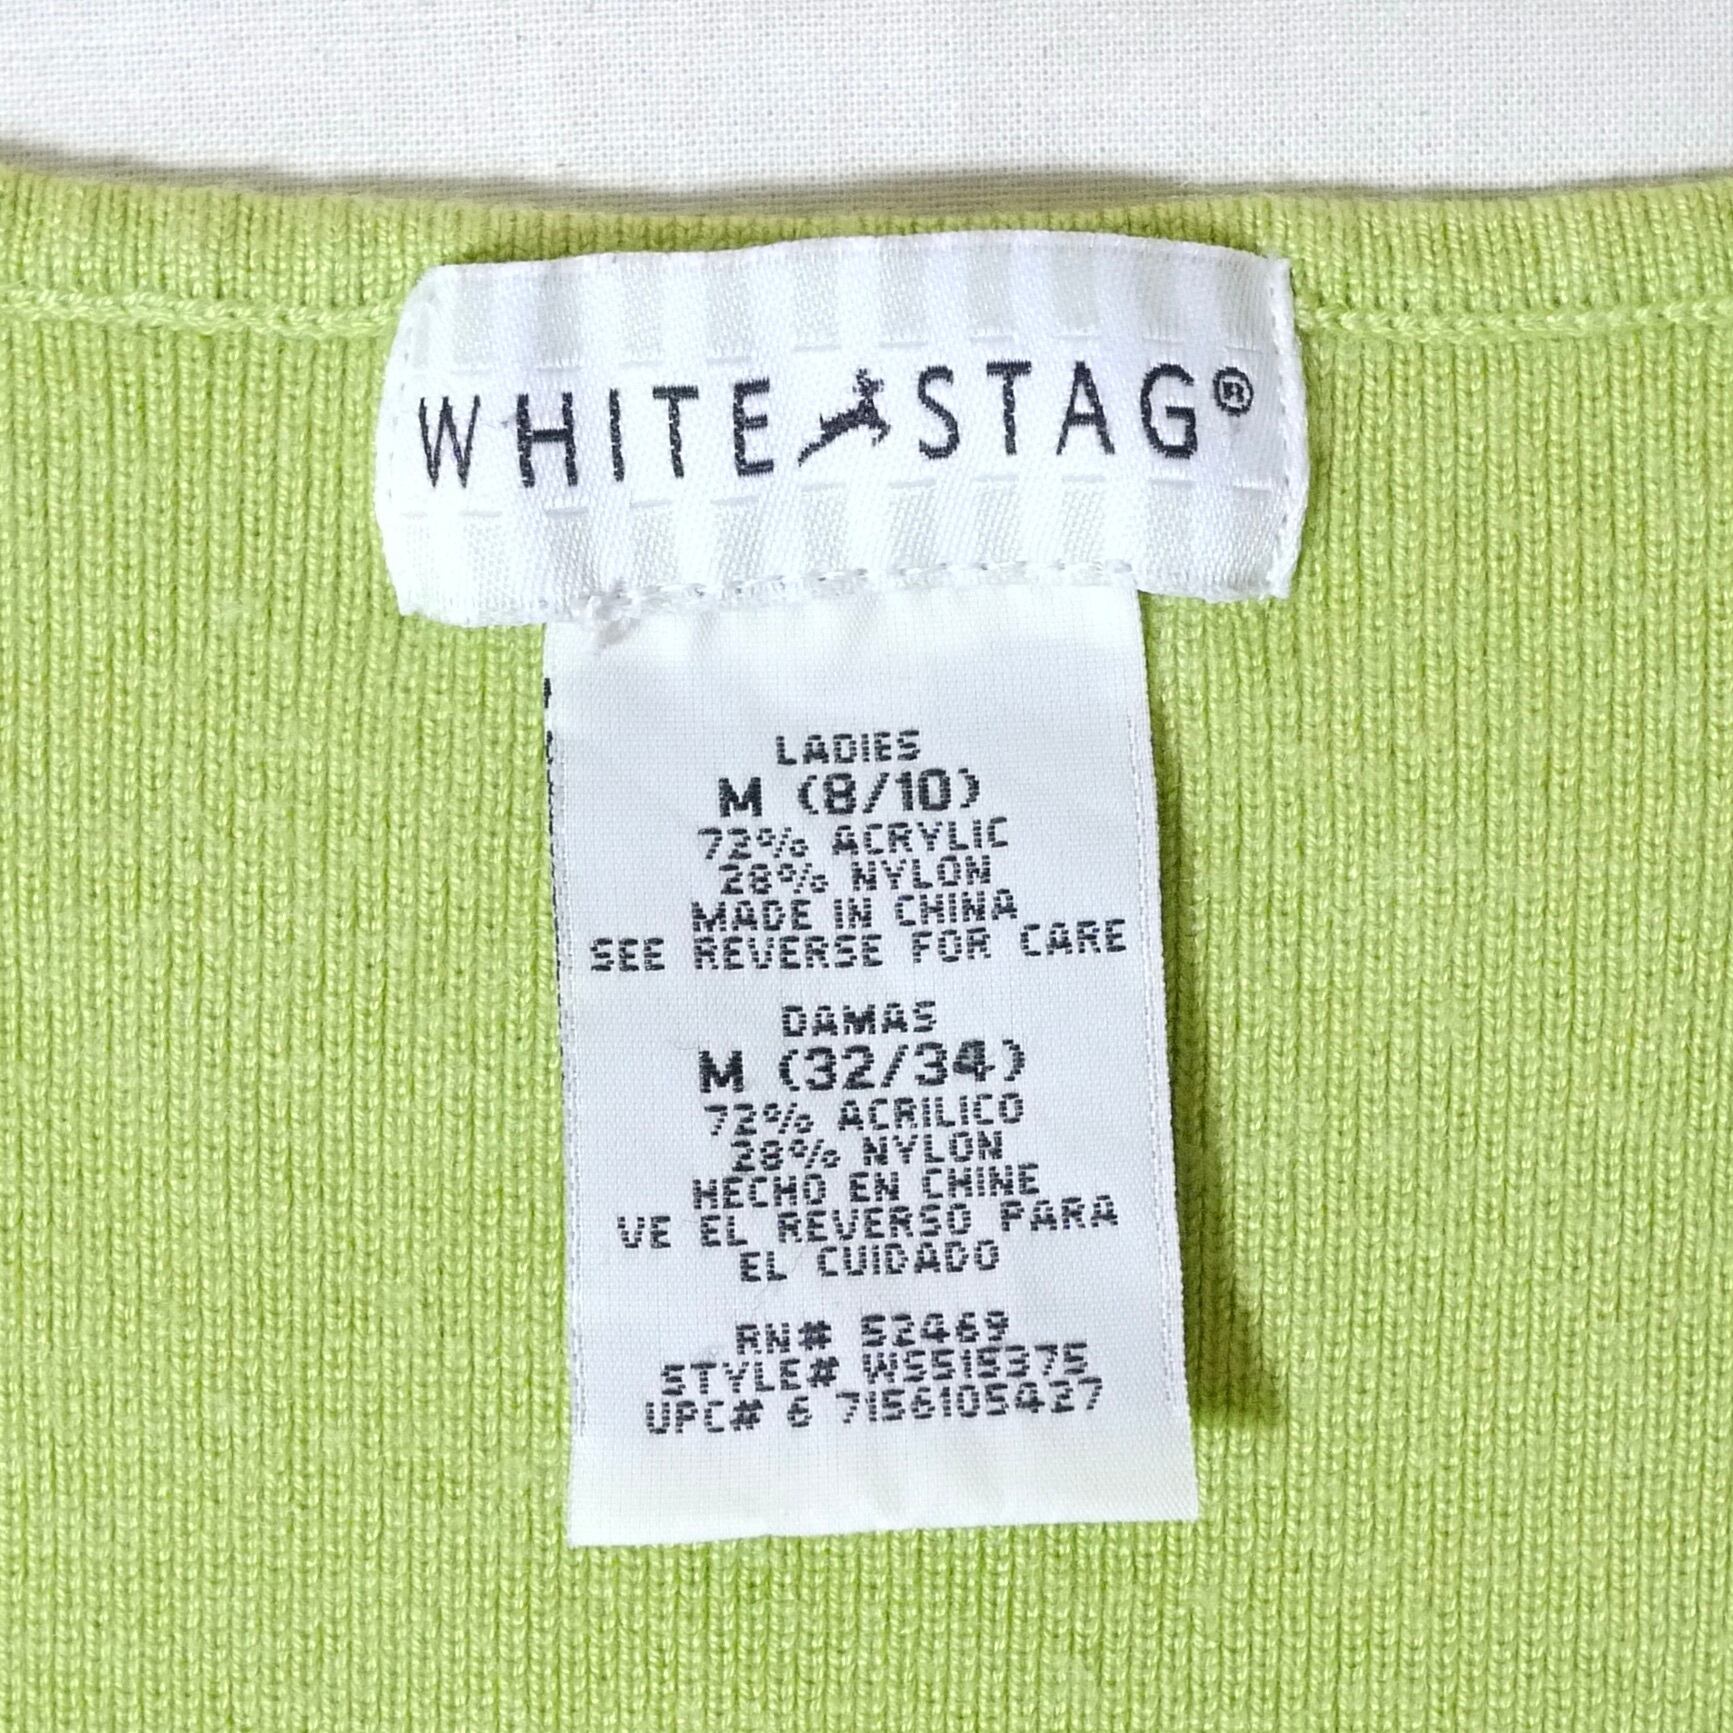 WHITE STAG®
LADIES
M (8/10)
72% ACRYLIC
28% NYLON
MADE IN CHINA
SEE REVERSE FOR CARE
DAMAS
M (32/34)
72% ACRILICO
28% NYLON
HECHO EN CHINE
VE EL REVERSO PARA
EL CUIDADO
RN# 52469
STYLE# WS515375
UPC# 6 7156105427